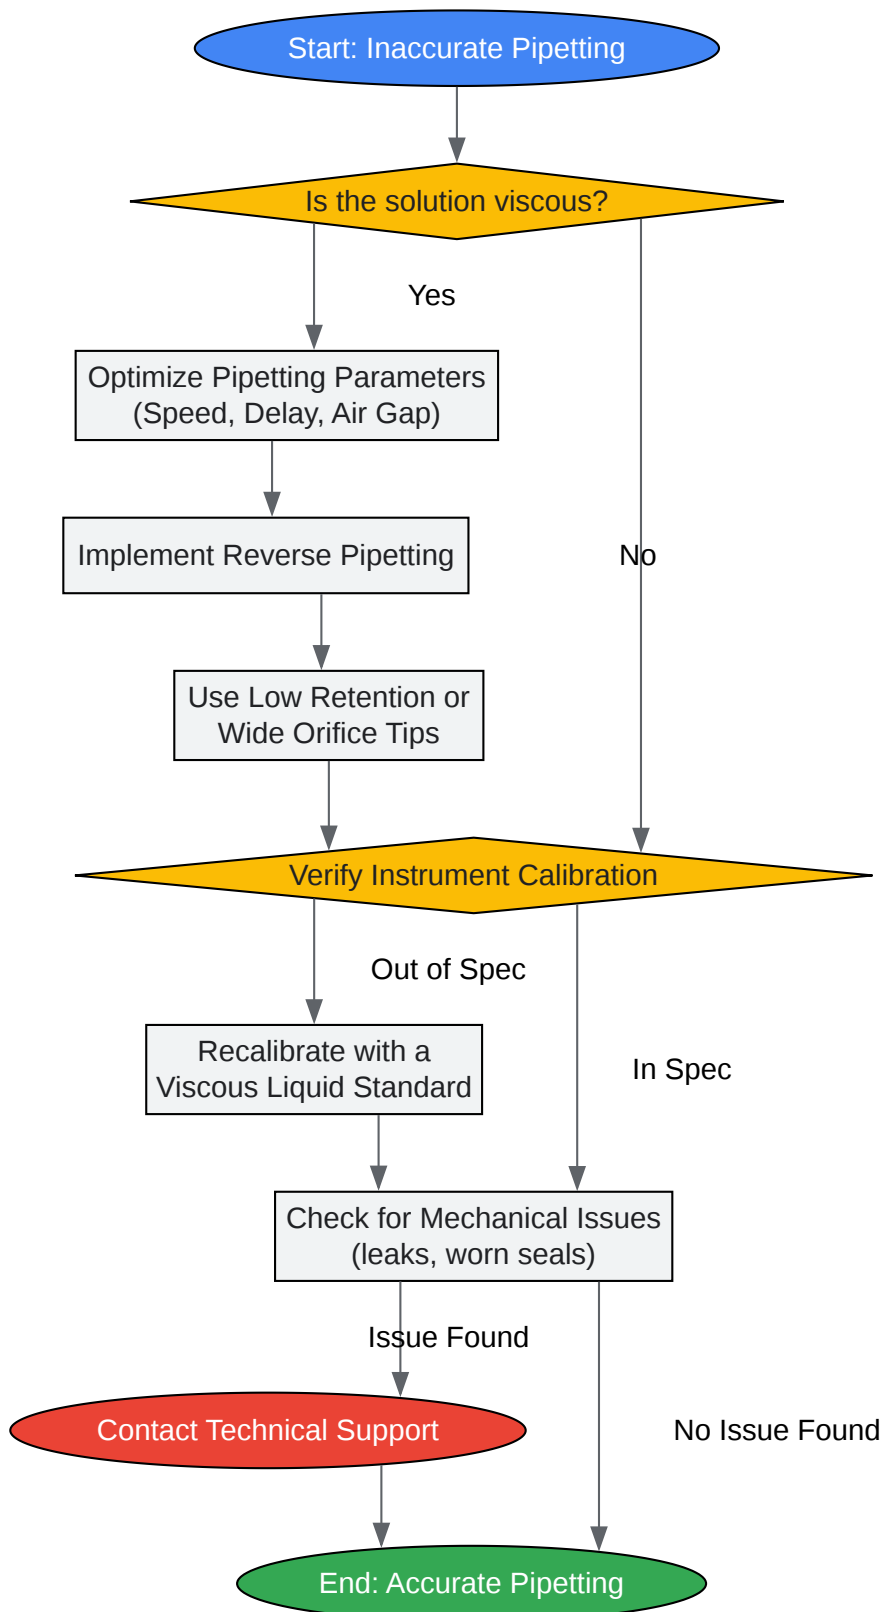 Start: Inaccurate Pipetting
Is the solution viscous?
Yes
Optimize Pipetting Parameters
(Speed, Delay, Air Gap)
Implement Reverse Pipetting
No
Use Low Retention or
Wide Orifice Tips
Verify Instrument Calibration
Out of Spec
Recalibrate with a
Viscous Liquid Standard
In Spec
Check for Mechanical Issues
(leaks, worn seals)
Issue Found
Contact Technical Support
No Issue Found
End: Accurate Pipetting